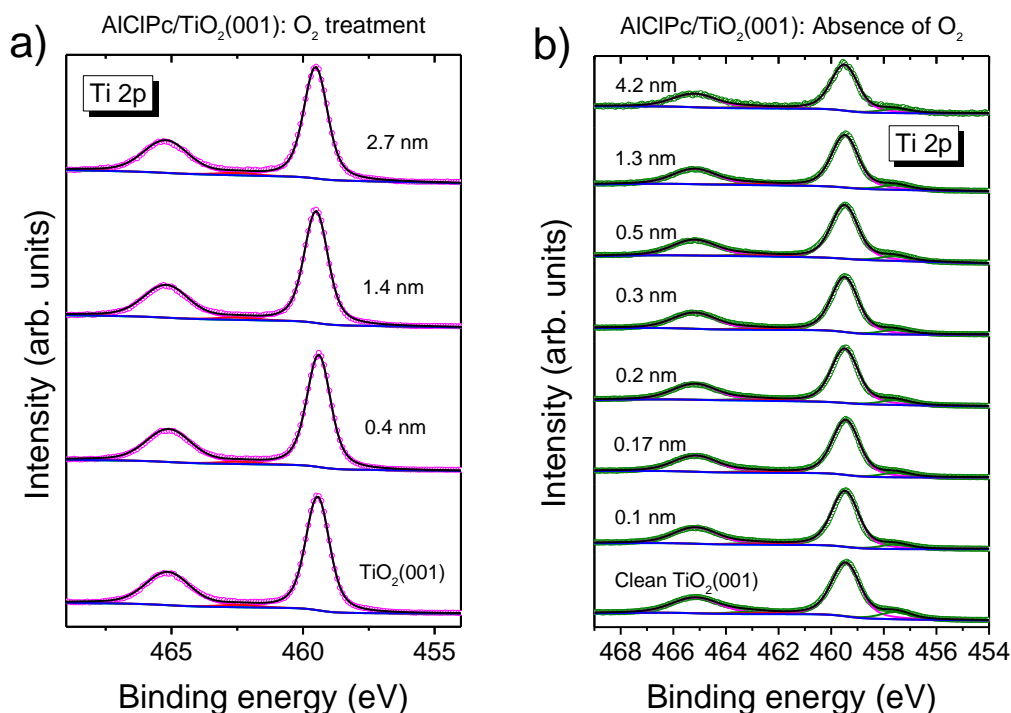 a)
AlClPc/TiO₂(001): O₂ treatment
Ti 2p
2.7 nm
1.4 nm
0.4 nm
TiO₂(001)
Intensity (arb. units)
465 460 455
Binding energy (eV)
b)
AlClPc/TiO₂(001): Absence of O₂
4.2 nm
Ti 2p
1.3 nm
0.5 nm
0.3 nm
0.2 nm
0.17 nm
0.1 nm
Clean TiO₂(001)
Intensity (arb. units)
468 466 464 462 460 458 456 454
Binding energy (eV)